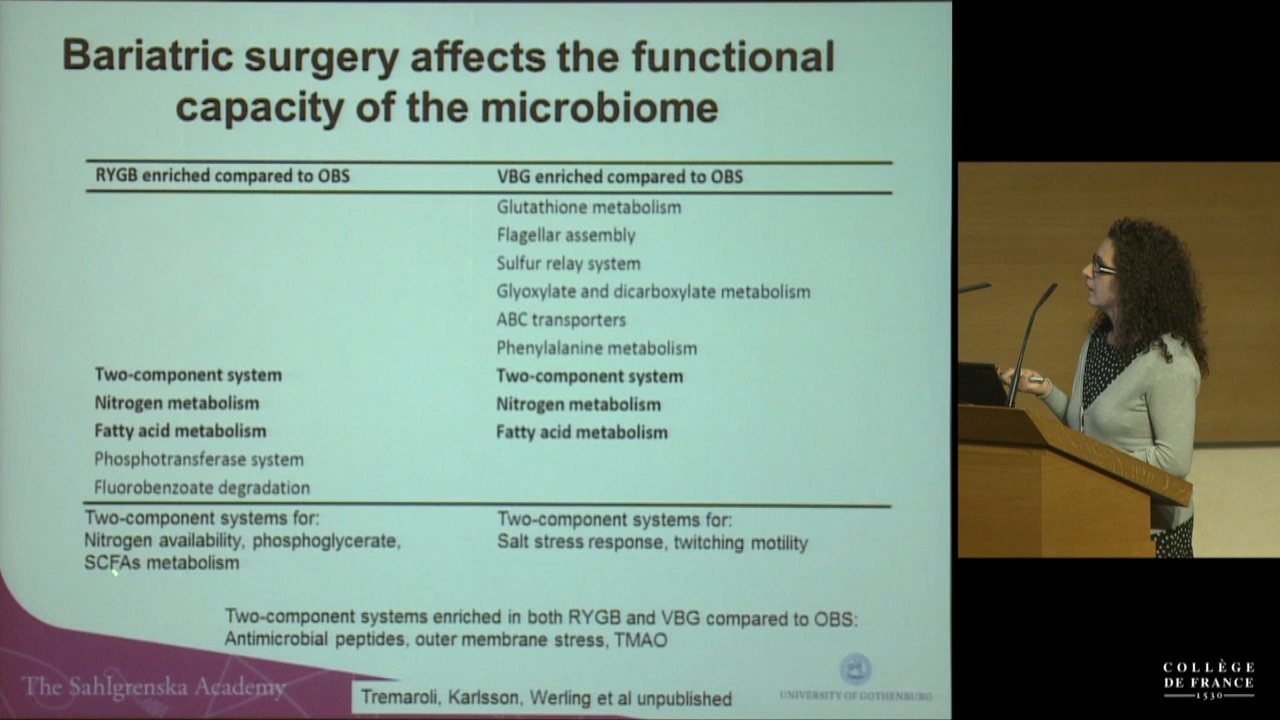 Bariatric surgery affects the functional
capacity of the microbiome
RYGB enriched compared to OBS
VBG enriched compared to OBS
Glutathione metabolism
Flagellar assembly
Sulfur relay system
Glyoxylate and dicarboxylate metabolism
ABC transporters
Phenylalanine metabolism
Two-component system
Two-component system
Nitrogen metabolism
Nitrogen metabolism
Fatty acid metabolism
Fatty acid metabolism
Phosphotransferase system
Fluorobenzoate degradation
Two-component systems for:
Nitrogen availability, phosphoglycerate,
SCFAs metabolism
Two-component systems for:
Salt stress response, twitching motility
Two-component systems enriched in both RYGB and VBG compared to OBS:
Antimicrobial peptides, outer membrane stress, TMAO
The Sahlgrenska Academy
Tremaroli, Karlsson, Werling et al unpublished
UNIVERSITY OF GOTHENBURG
COLLÈGE
DE FRANCE
1530